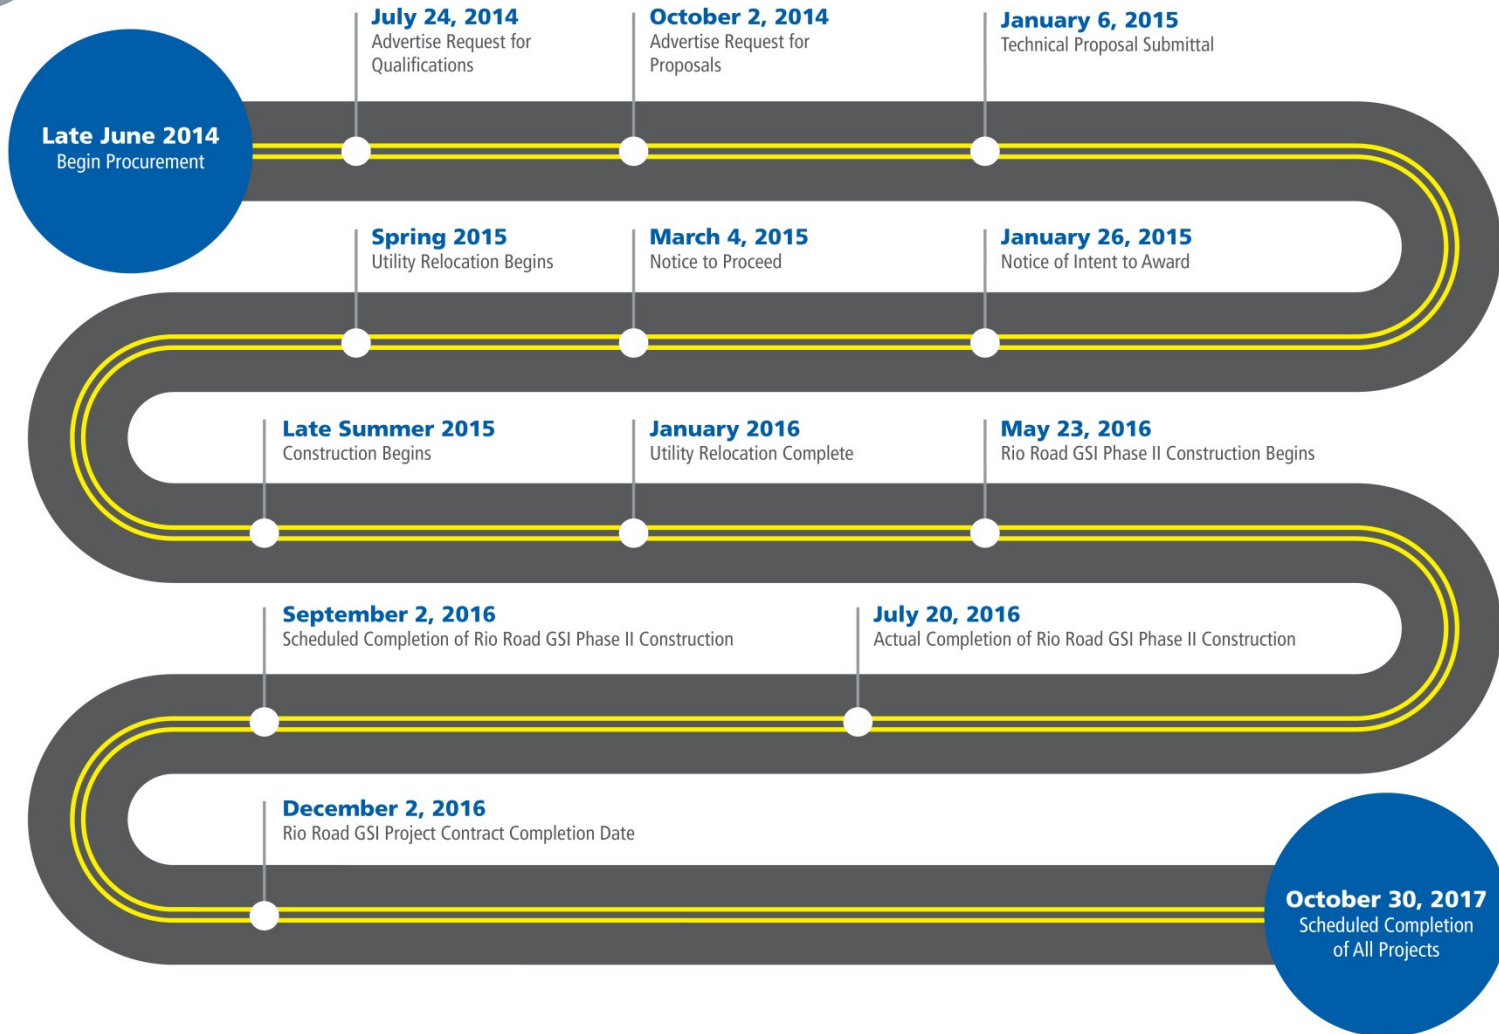 July 24, 2014
Advertise Request for
Qualifications
October 2, 2014
Advertise Request for
Proposals
January 6, 2015
Technical Proposal Submittal
Late June 2014
Begin Procurement
Spring 2015
Utility Relocation Begins
March 4, 2015
Notice to Proceed
January 26, 2015
Notice of Intent to Award
Late Summer 2015
Construction Begins
January 2016
Utility Relocation Complete
May 23, 2016
Rio Road GSI Phase II Construction Begins
September 2, 2016
Scheduled Completion of Rio Road GSI Phase II Construction
July 20, 2016
Actual Completion of Rio Road GSI Phase II Construction
December 2, 2016
Rio Road GSI Project Contract Completion Date
October 30, 2017
Scheduled Completion
of All Projects